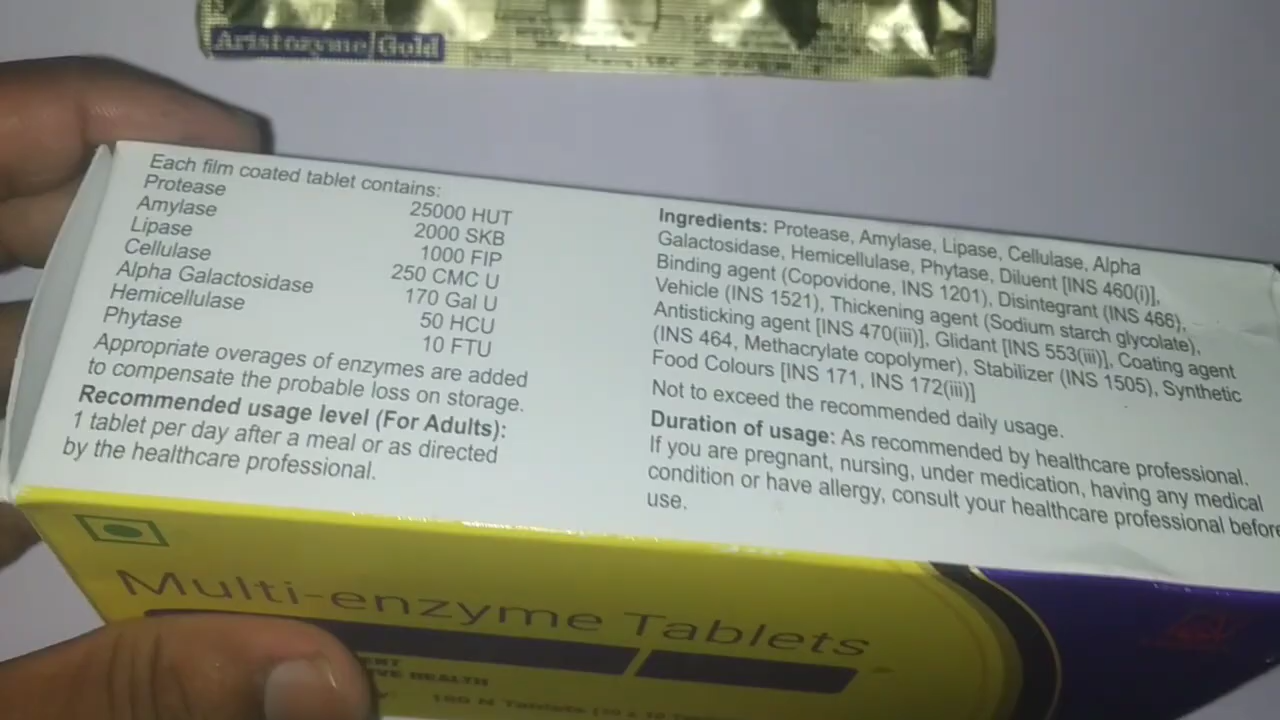 Aristozyme Gold
Each film coated tablet contains:
Protease 25000 HUT
Amylase 2000 SKB
Lipase 1000 FIP
Cellulase 250 CMC U
Alpha Galactosidase 170 Gal U
Hemicellulase 50 HCU
Phytase 10 FTU
Appropriate overages of enzymes are added
to compensate the probable loss on storage.
Recommended usage level (For Adults):
1 tablet per day after a meal or as directed
by the healthcare professional.
Ingredients: Protease, Amylase, Lipase, Cellulase, Alpha
Galactosidase, Hemicellulase, Phytase, Diluent [INS 460(i)],
Binding agent (Copovidone, INS 1201), Disintegrant (INS 466),
Vehicle (INS 1521), Thickening agent (Sodium starch glycolate),
Antisticking agent [INS 470(iii)], Glidant [INS 553(iii)], Coating agent
(INS 464, Methacrylate copolymer), Stabilizer (INS 1505), Synthetic
Food Colours [INS 171, INS 172(iii)]
Not to exceed the recommended daily usage.
Duration of usage: As recommended by healthcare professional.
If you are pregnant, nursing, under medication, having any medical
condition or have allergy, consult your healthcare professional before
use.
Multi-enzyme Tablets
HEALTH
Tablets